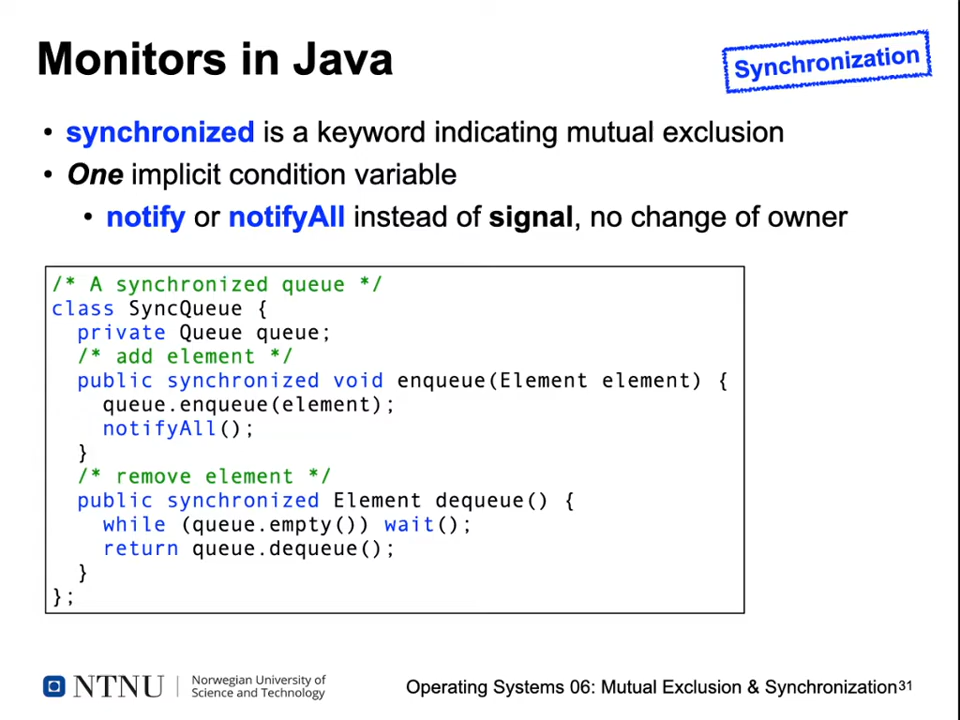 Monitors in Java
Synchronization
• synchronized is a keyword indicating mutual exclusion
• One implicit condition variable
• notify or notifyAll instead of signal, no change of owner
/* A synchronized queue */
class SyncQueue {
  private Queue queue;
  /* add element */
  public synchronized void enqueue(Element element) {
    queue.enqueue(element);
    notifyAll();
  }
  /* remove element */
  public synchronized Element dequeue() {
    while (queue.empty()) wait();
    return queue.dequeue();
  }
};
NTNU
Norwegian University of
Science and Technology
Operating Systems 06: Mutual Exclusion & Synchronization 31